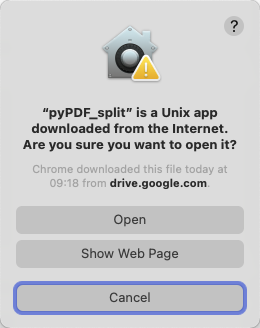 ?
“pyPDF_split” is a Unix app
downloaded from the Internet.
Are you sure you want to open it?
Chrome downloaded this file today at
09:18 from drive.google.com.
Open
Show Web Page
Cancel